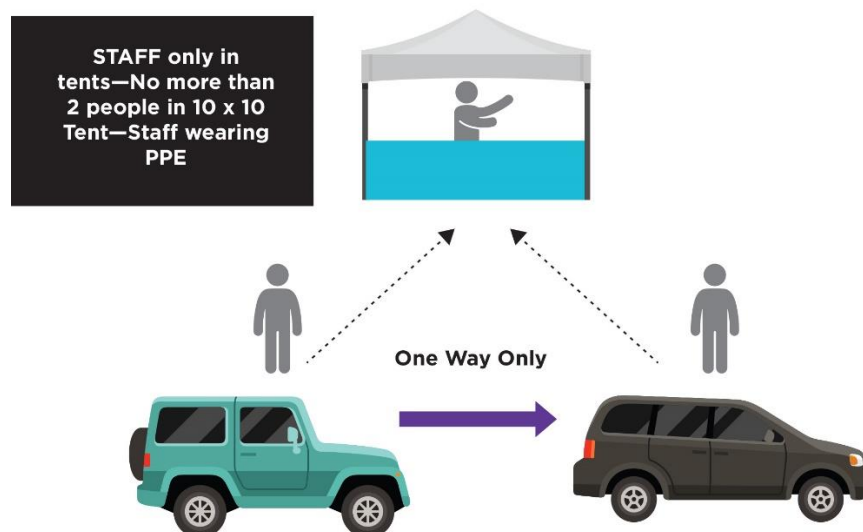 STAFF only in
tents—No more than
2 people in 10 x 10
Tent—Staff wearing
PPE
One Way Only